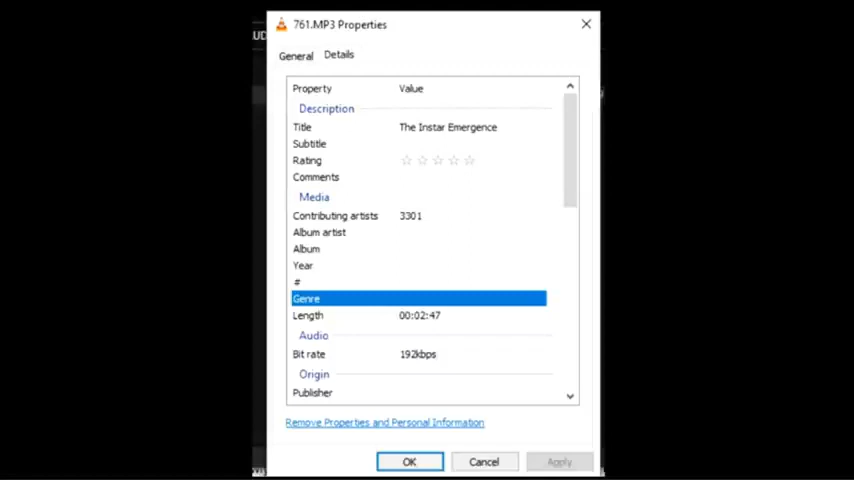 761.MP3 Properties
General Details
Property Value
Description
Title The Instar Emergence
Subtitle
Rating
Comments
Media
Contributing artists 3301
Album artist
Album
Year
#
Genre
Length 00:02:47
Audio
Bit rate 192kbps
Origin
Publisher
Remove Properties and Personal Information
OK Cancel Apply